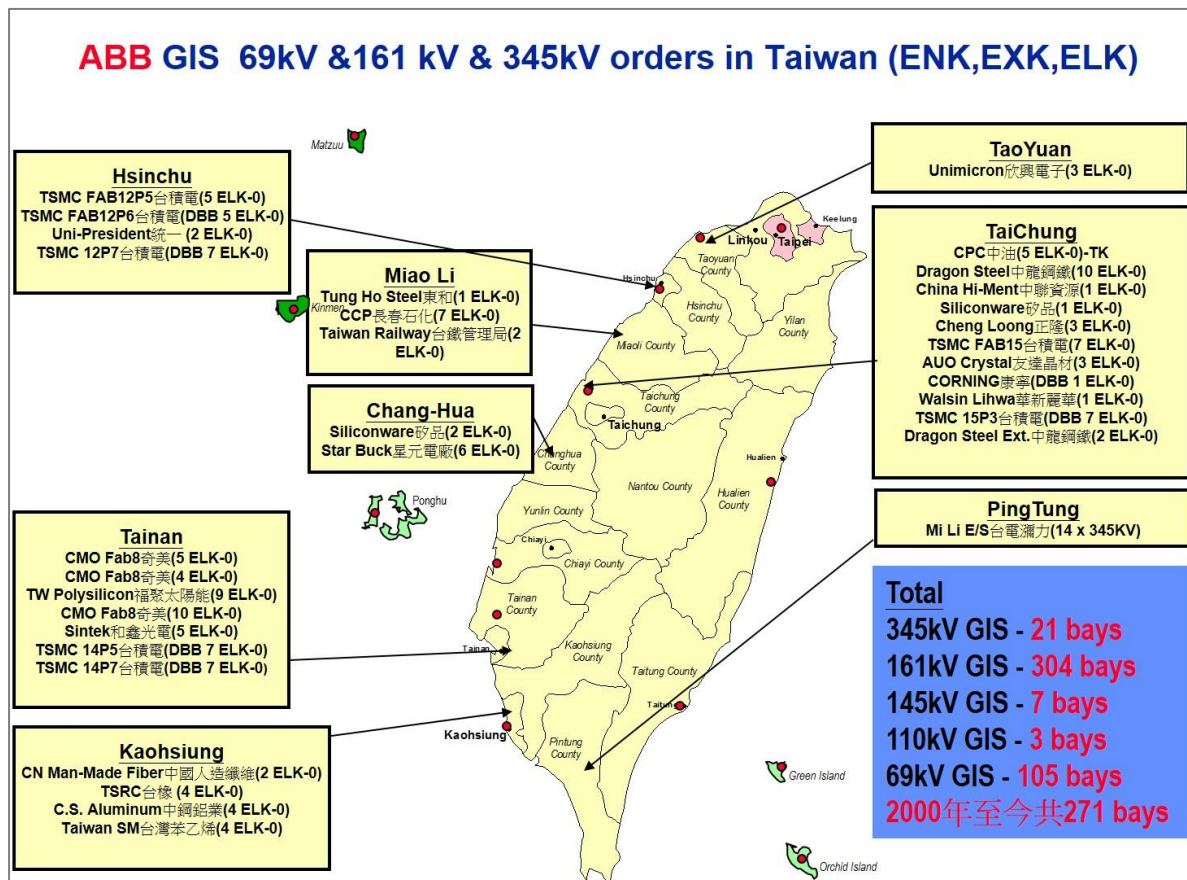 ABB GIS 69kV &161 kV & 345kV orders in Taiwan (ENK,EXK,ELK)
Hsinchu
TSMC FAB12P5台積電(5 ELK-0)
TSMC FAB12P6台積電(DBB 5 ELK-0)
Uni-President統一 (2 ELK-0)
TSMC 12P7台積電(DBB 7 ELK-0)
Miao Li
Tung Ho Steel東和(1 ELK-0)
CCP長春石化(7 ELK-0)
Taiwan Railway台鐵管理局(2
ELK-0)
Chang-Hua
Siliconware矽品(2 ELK-0)
Star Buck星元電廠(6 ELK-0)
Tainan
CMO Fab8奇美(5 ELK-0)
CMO Fab8奇美(4 ELK-0)
TW Polysilicon福聚太陽能(9 ELK-0)
CMO Fab8奇美(10 ELK-0)
Sintek和鑫光電(5 ELK-0)
TSMC 14P5台積電(DBB 7 ELK-0)
TSMC 14P7台積電(DBB 7 ELK-0)
Kaohsiung
CN Man-Made Fiber中國人造纖維(2 ELK-0)
TSRC台橡 (4 ELK-0)
C.S. Aluminum中鋼鋁業(4 ELK-0)
Taiwan SM台灣苯乙烯(4 ELK-0)
Matzuu
Kinmen
Ponghu
Keelung
Linkou
Taipei
Taoyuan
County
Hsinchu
Hsinchu
County
Yilan
County
Miaoli County
Taichung
County
Taichung
Changhua
County
Nantou County
Hualien
Hualien
County
Yunlin County
Chiayi
Chiayi County
Tainan
County
Tainan
Kaohsiung
County
Taitung County
Taitung
Kaohsiung
Pintung
County
Green Island
Orchid Island
TaoYuan
Unimicron欣興電子(3 ELK-0)
TaiChung
CPC中油(5 ELK-0)-TK
Dragon Steel中龍鋼鐵(10 ELK-0)
China Hi-Ment中聯資源(1 ELK-0)
Siliconware矽品(1 ELK-0)
Cheng Loong正隆(3 ELK-0)
TSMC FAB15台積電(7 ELK-0)
AUO Crystal友達晶材(3 ELK-0)
CORNING康寧(DBB 1 ELK-0)
Walsin Lihwa華新麗華(1 ELK-0)
TSMC 15P3台積電(DBB 7 ELK-0)
Dragon Steel Ext.中龍鋼鐵(2 ELK-0)
PingTung
Mi Li E/S台電瀰力(14 x 345KV)
Total
345kV GIS - 21 bays
161kV GIS - 304 bays
145kV GIS - 7 bays
110kV GIS - 3 bays
69kV GIS - 105 bays
2000年至今共271 bays